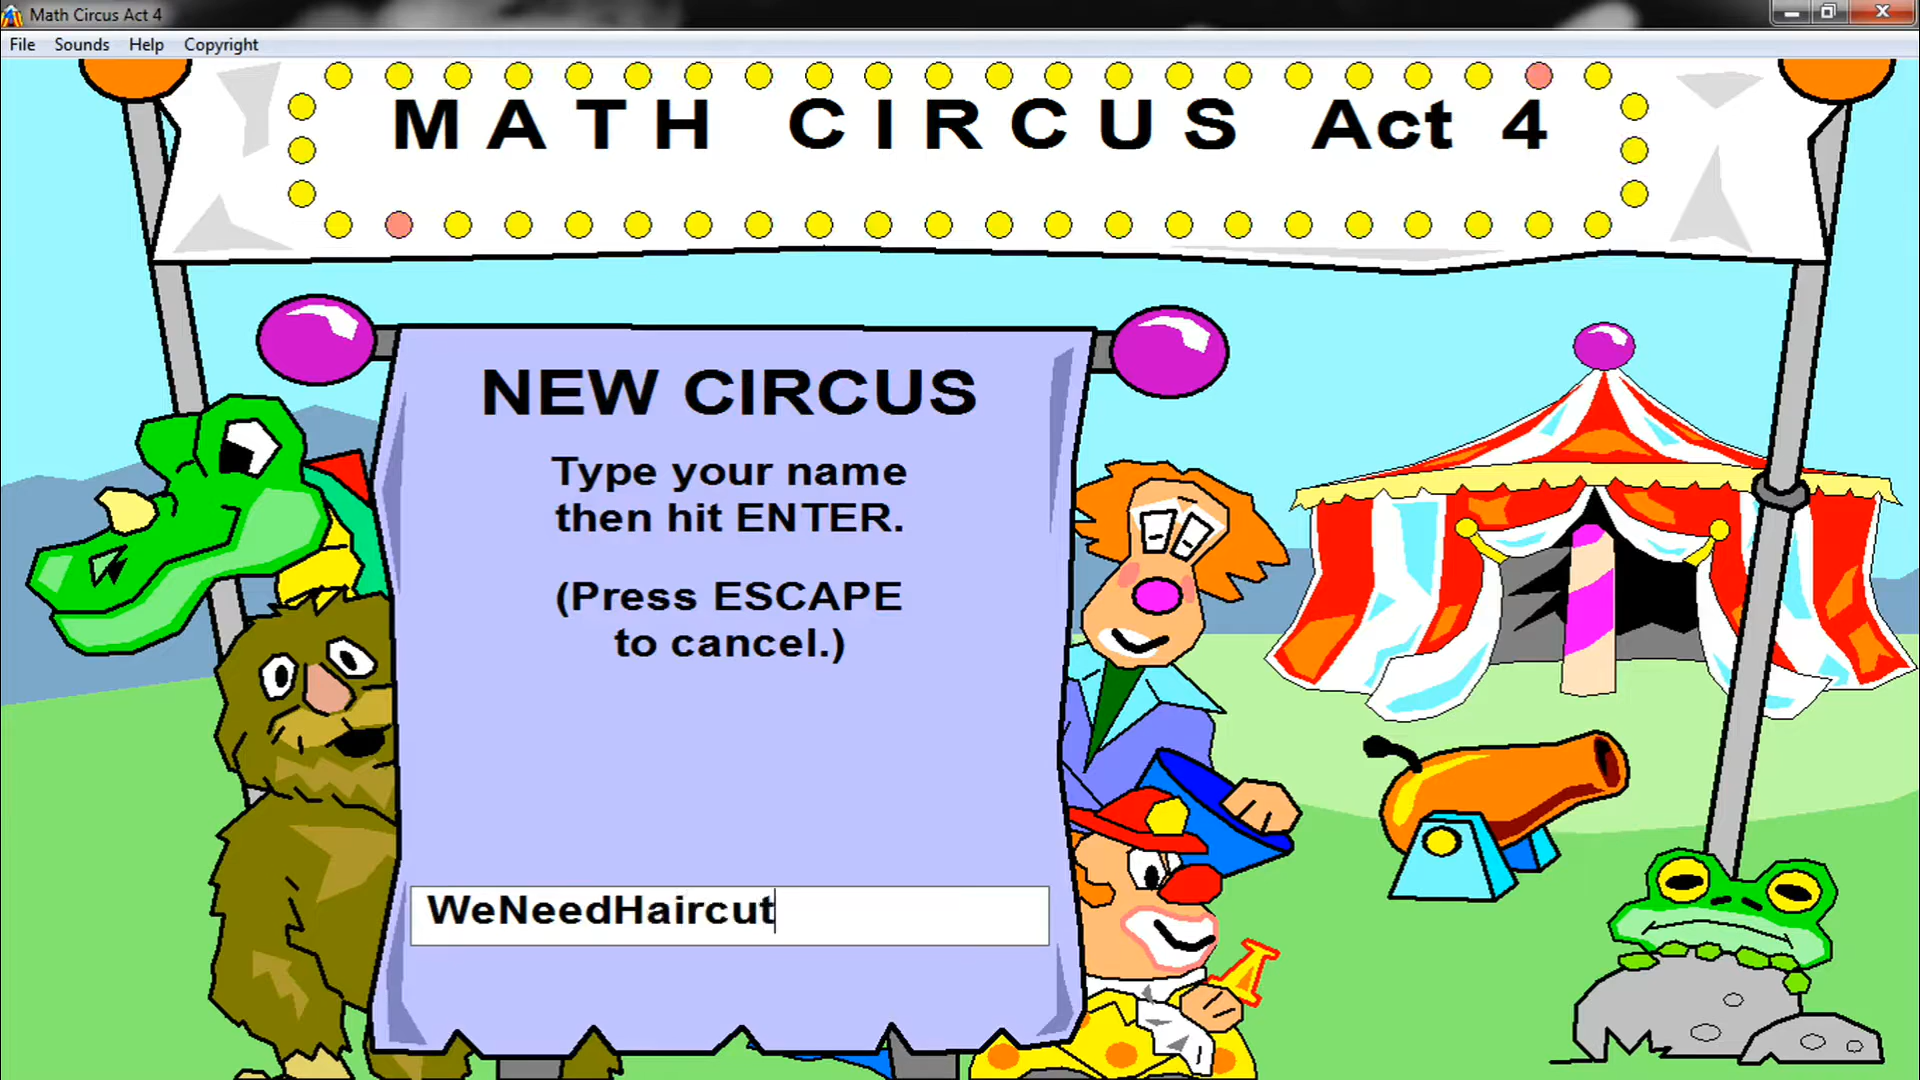 Math Circus Act 4
File Sounds Help Copyright
MATH CIRCUS Act 4
NEW CIRCUS
Type your name
then hit ENTER.
(Press ESCAPE
to cancel.)
WeNeedHaircut